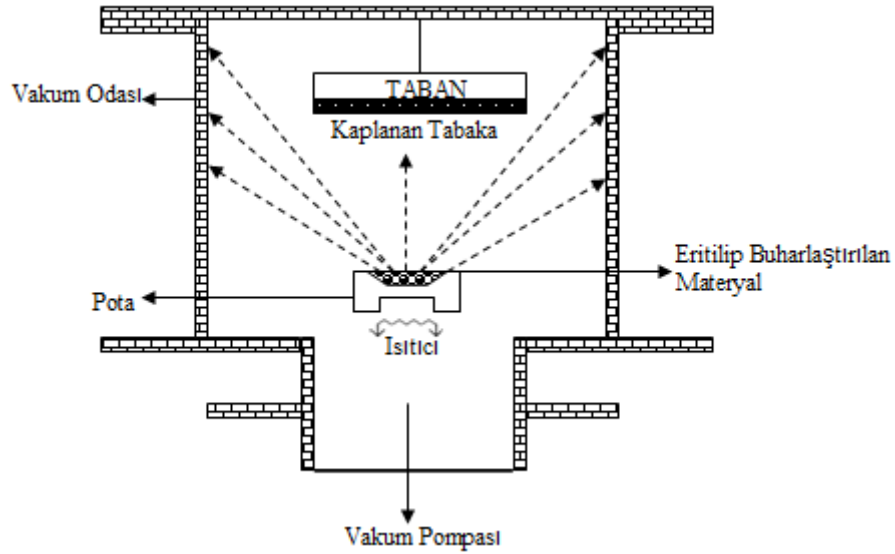 TABAN
Vakum Odası
Kaplanan Tabaka
Eritilip Buharlaştırılan
Materyal
Pota
Isıtıcı
Vakum Pompası